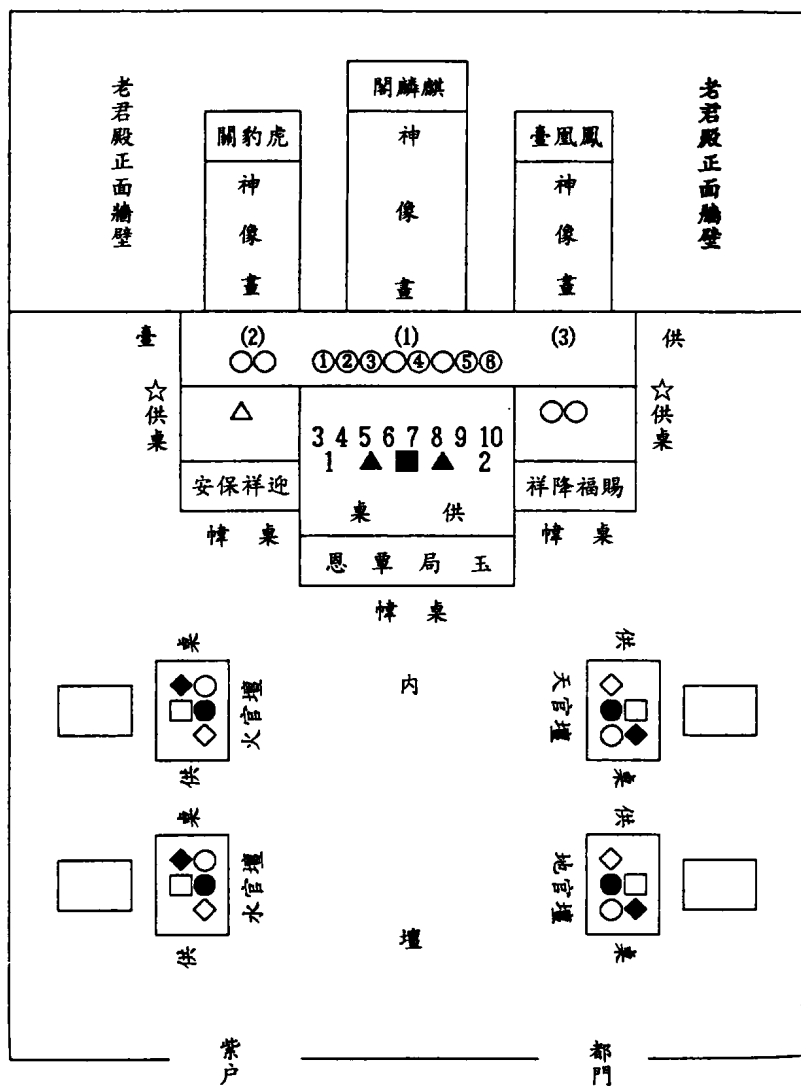 老君殿正面牆壁
鳳凰臺
神像畫
麒麟閣
神像畫
虎豹關
神像畫
老君殿正面牆壁
供臺
(2) (1) (3)
①②③○④○⑤
☆供桌
☆供桌
3 4 5 6 7 8 9 10
1 ▲ ■ ▲ 2
供桌
賜福降祥
桌幃
玉局覃恩
桌幃
迎祥保安
桌幃
內壇
供桌
天官壇
供桌
地官壇
供桌
火官壇
供桌
水官壇
都門
紫户